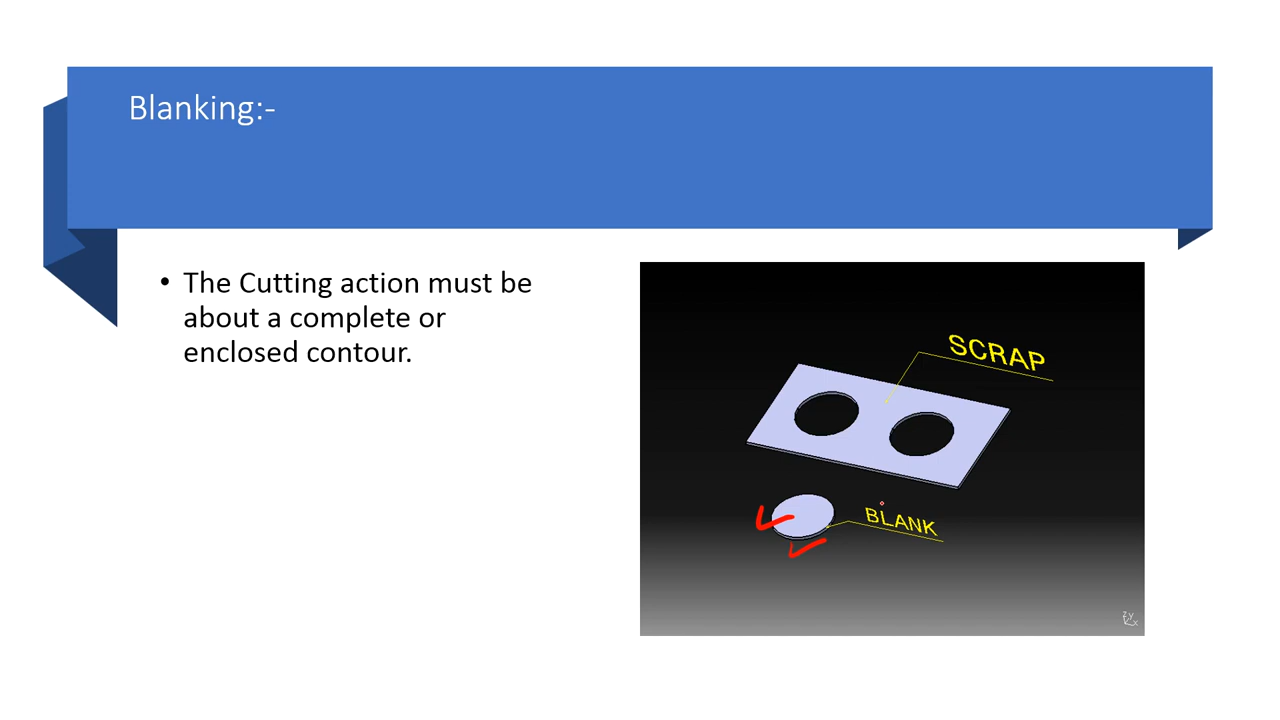 Blanking:-
• The Cutting action must be
about a complete or
enclosed contour.
SCRAP
BLANK
z y
x